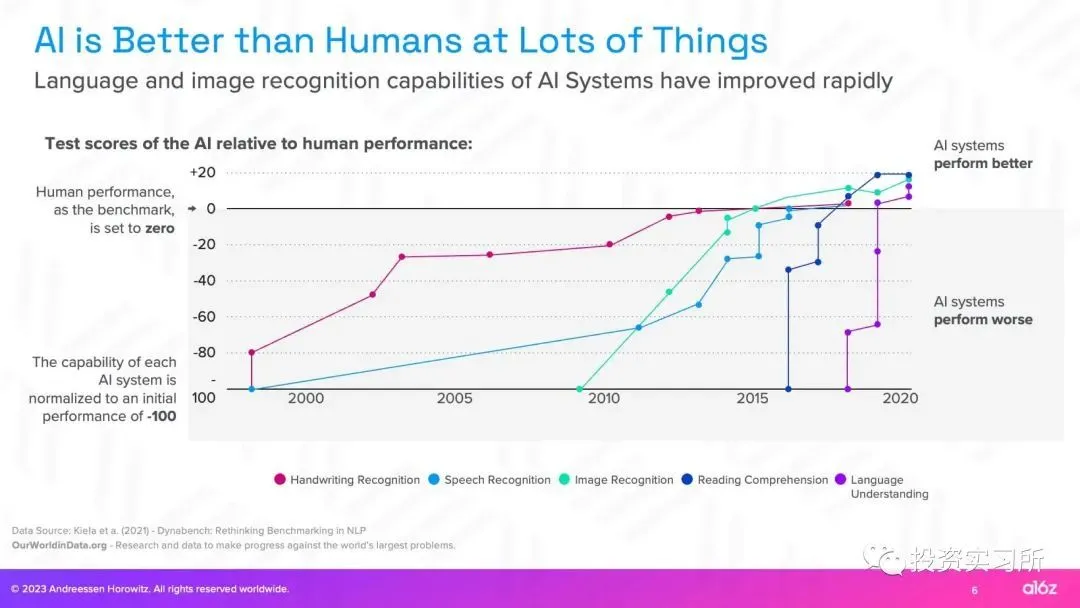 AI is Better than Humans at Lots of Things
Language and image recognition capabilities of AI Systems have improved rapidly
Test scores of the AI relative to human performance:
AI systems
perform better
+20
Human performance,
as the benchmark,
is set to zero
0
-20
-40
-60
-80
-
100
AI systems
perform worse
The capability of each
AI system is
normalized to an initial
performance of -100
2000
2005
2010
2015
2020
Handwriting Recognition
Speech Recognition
Image Recognition
Reading Comprehension
Language
Understanding
Data Source: Kiela et a. (2021) - Dynabench: Rethinking Benchmarking in NLP
OurWorldinData.org - Research and data to make progress against the world's largest problems.
投资实习所
© 2023 Andreessen Horowitz. All rights reserved worldwide.
6
a16z